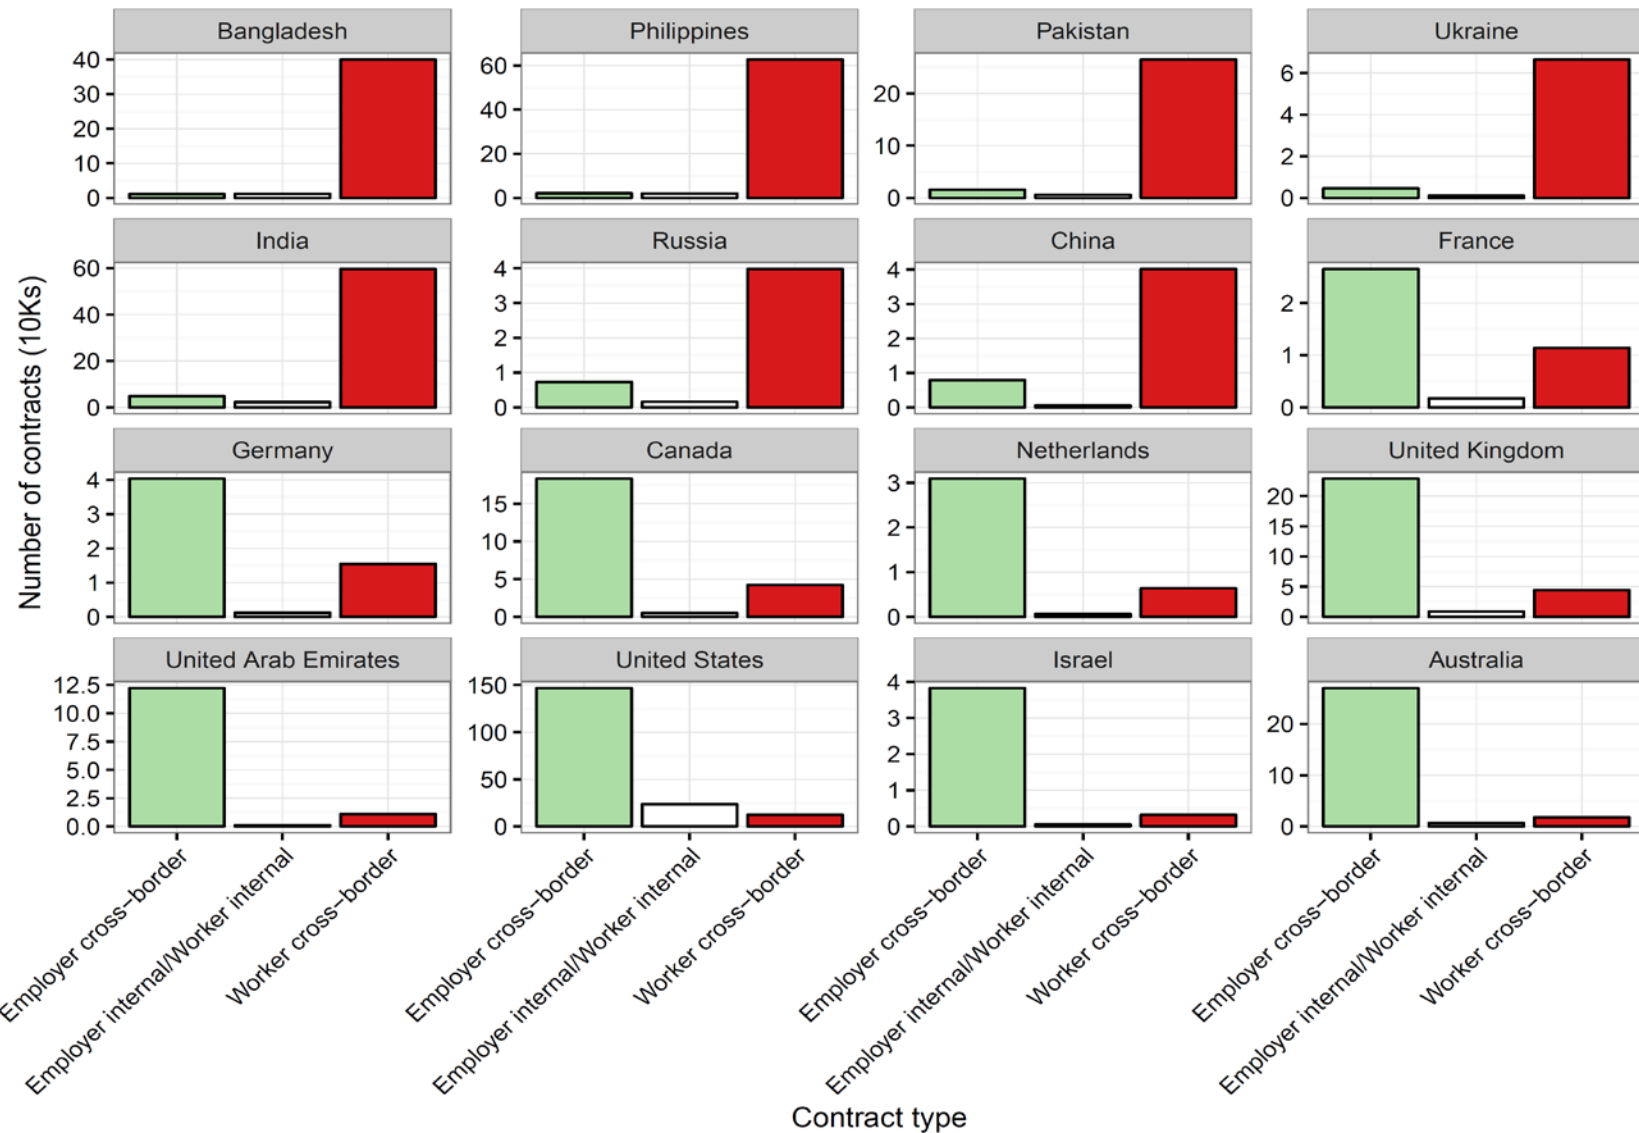 Bangladesh
Philippines
Pakistan
Ukraine
40
30
20
10
0
60
40
20
0
20
10
0
6
4
2
0
India
Russia
China
France
60
40
20
0
4
3
2
1
0
4
3
2
1
0
2
1
0
Number of contracts (10Ks)
Germany
Canada
Netherlands
United Kingdom
4
3
2
1
0
15
10
5
0
3
2
1
0
20
15
10
5
0
United Arab Emirates
United States
Israel
Australia
12.5
10.0
7.5
5.0
2.5
0.0
150
100
50
0
4
3
2
1
0
20
10
0
Employer cross−border
Employer internal/Worker internal
Worker cross−border
Employer cross−border
Employer internal/Worker internal
Worker cross−border
Employer cross−border
Employer internal/Worker internal
Worker cross−border
Employer cross−border
Employer internal/Worker internal
Worker cross−border
Contract type